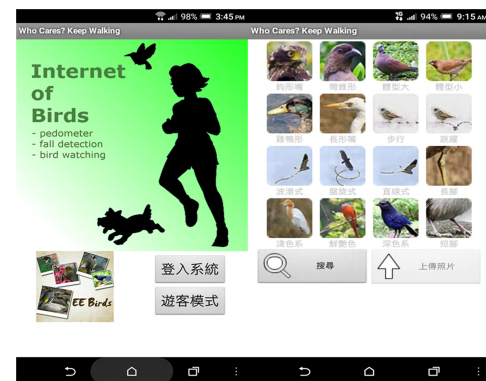 98% 3:45 PM
Who Cares? Keep Walking
Internet
of
Birds
- pedometer
- fall detection
- bird watching
EE Birds
登入系統
遊客模式
94% 9:15 AM
Who Cares? Keep Walking
鉤形嘴 彎錐形 體型大 體型小
雞鴨形 長形嘴 步行 跳躍
波浪式 盤旋式 直線式 長腳
淺色系 鮮艷色 深色系 短腳
搜尋 上傳照片